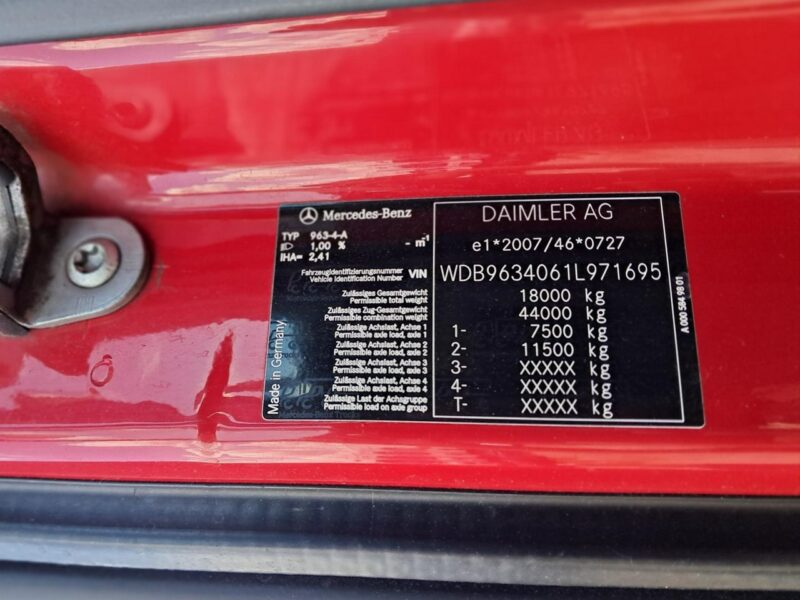 Mercedes-Benz
TYP 963-4-A
1,00 % - m⁻¹
IHA= 2,41
Fahrzeugidentifizierungsnummer
Vehicle Identification Number VIN
Zulässiges Gesamtgewicht
Permissible total weight
Zulässiges Zug-Gesamtgewicht
Permissible combination weight
Zulässige Achslast, Achse 1
Permissible axle load, axle 1
Zulässige Achslast, Achse 2
Permissible axle load, axle 2
Zulässige Achslast, Achse 3
Permissible axle load, axle 3
Zulässige Achslast, Achse 4
Permissible axle load, axle 4
Zulässige Last der Achsgruppe
Permissible load on axle group
Made in Germany
DAIMLER AG
e1*2007/46*0727
WDB9634061L971695
18000 kg
44000 kg
1- 7500 kg
2- 11500 kg
3- XXXXX kg
4- XXXXX kg
T- XXXXX kg
A 000 584 98 01